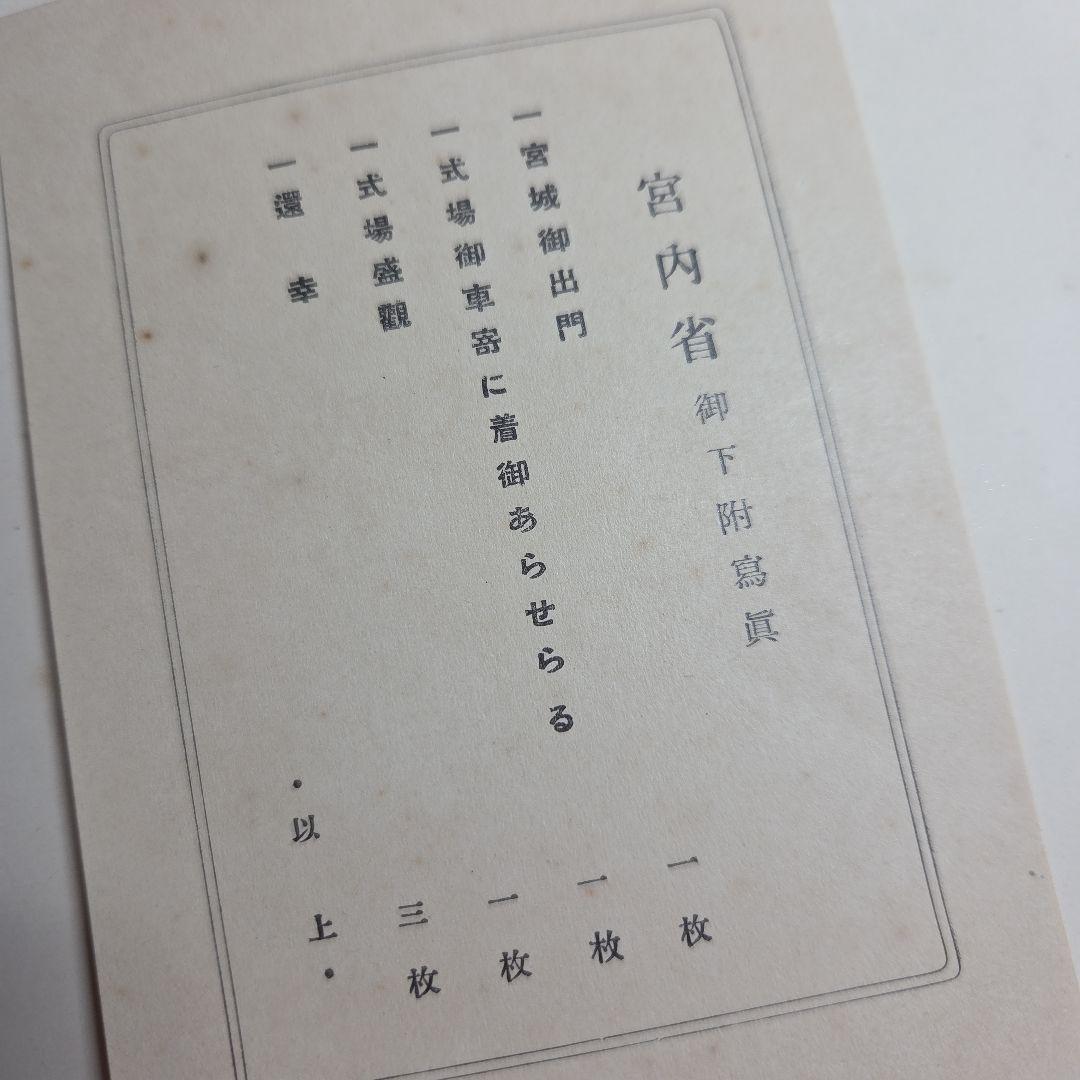 宮内省御下附寫眞
一宮城御出門 一枚
一式場御車寄に着御あらせらる 一枚
一式場盛觀 一枚
一還幸 三枚
・以上・